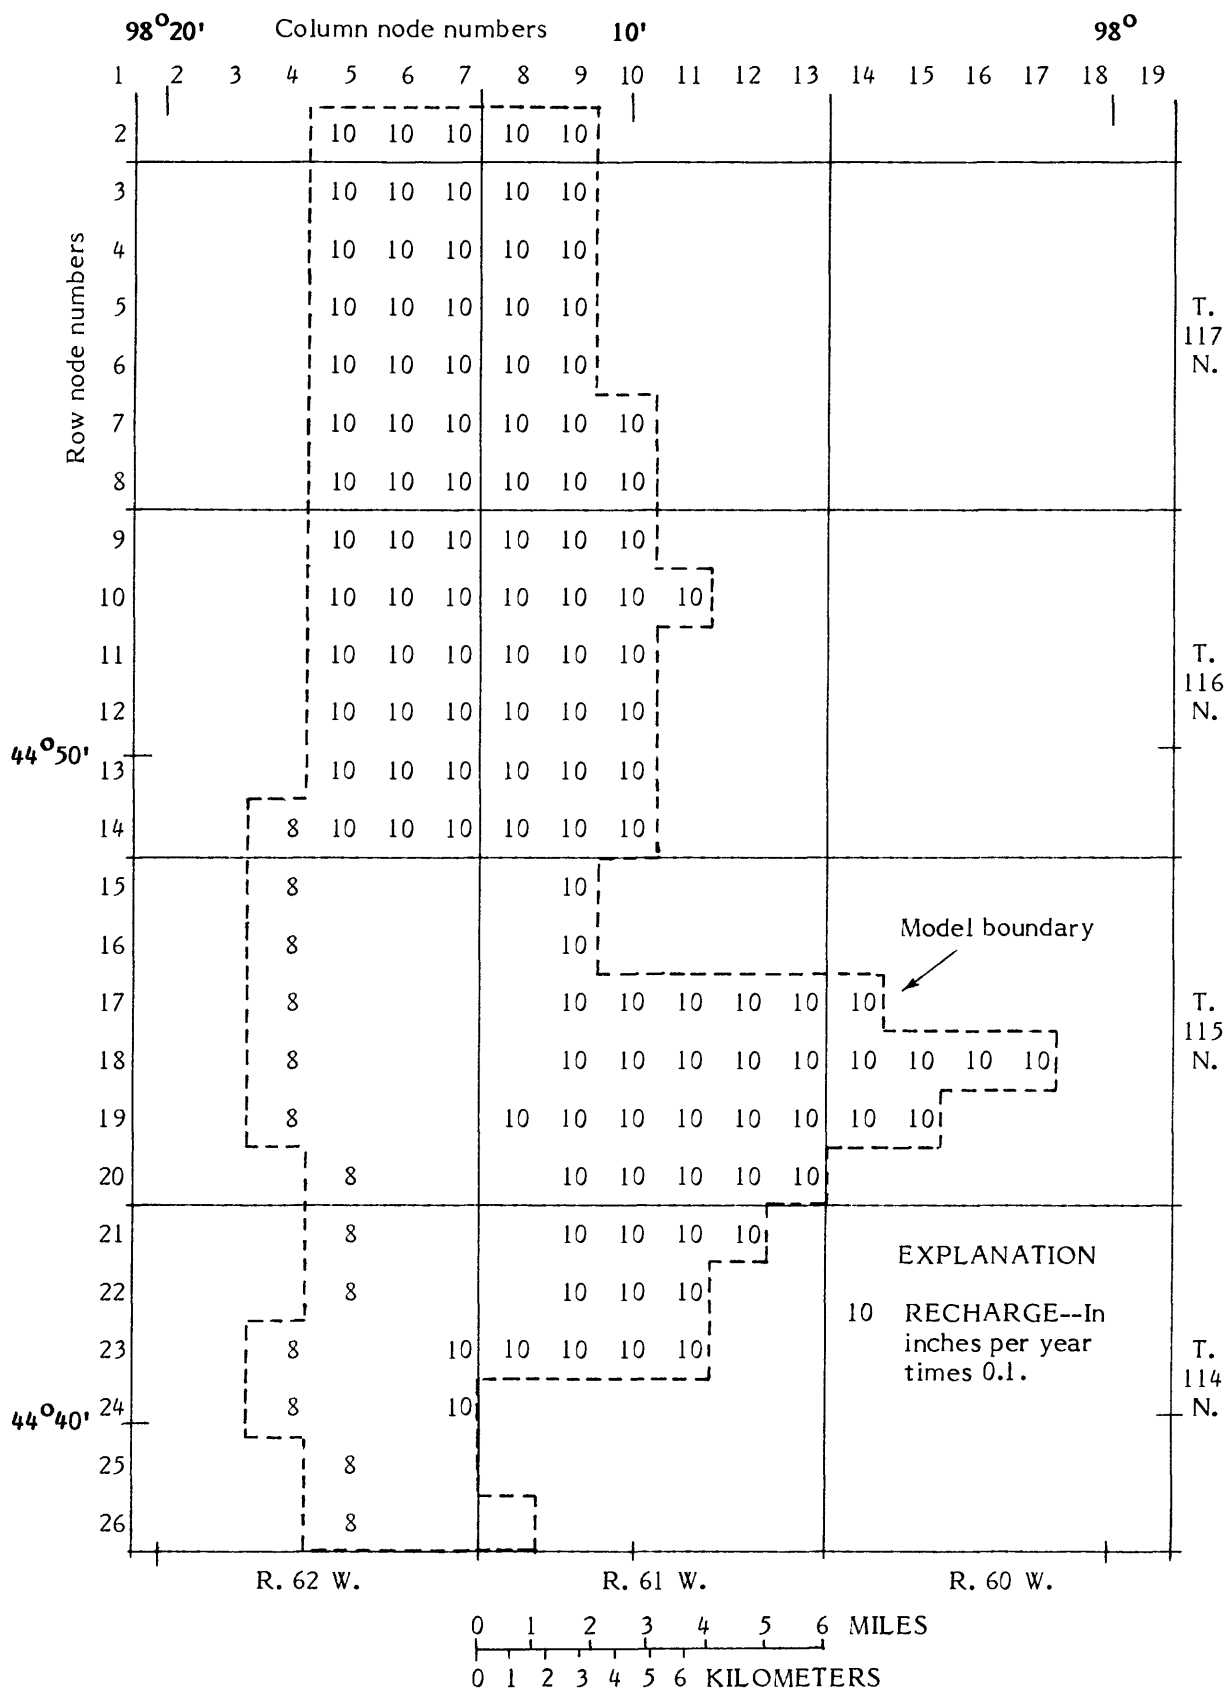 98°20' Column node numbers 10' 98°
1 2 3 4 5 6 7 8 9 10 11 12 13 14 15 16 17 18 19
Row node numbers
2 10 10 10 10 10
3 10 10 10 10 10
4 10 10 10 10 10
5 10 10 10 10 10
6 10 10 10 10 10
7 10 10 10 10 10 10
8 10 10 10 10 10 10
T.
117
N.
9 10 10 10 10 10 10
10 10 10 10 10 10 10 10
11 10 10 10 10 10 10
12 10 10 10 10 10 10
44°50'
13 10 10 10 10 10 10
14 8 10 10 10 10 10 10
T.
116
N.
15 8 10
16 8 10
Model boundary
17 8 10 10 10 10 10 10
18 8 10 10 10 10 10 10 10 10 10
19 8 10 10 10 10 10 10 10 10
20 8 10 10 10 10 10
T.
115
N.
21 8 10 10 10 10
22 8 10 10 10
23 8 10 10 10 10 10
24 8 10
44°40'
25 8
26 8
EXPLANATION
10 RECHARGE--In
inches per year
times 0.1.
T.
114
N.
R. 62 W. R. 61 W. R. 60 W.
0 1 2 3 4 5 6 MILES
0 1 2 3 4 5 6 KILOMETERS